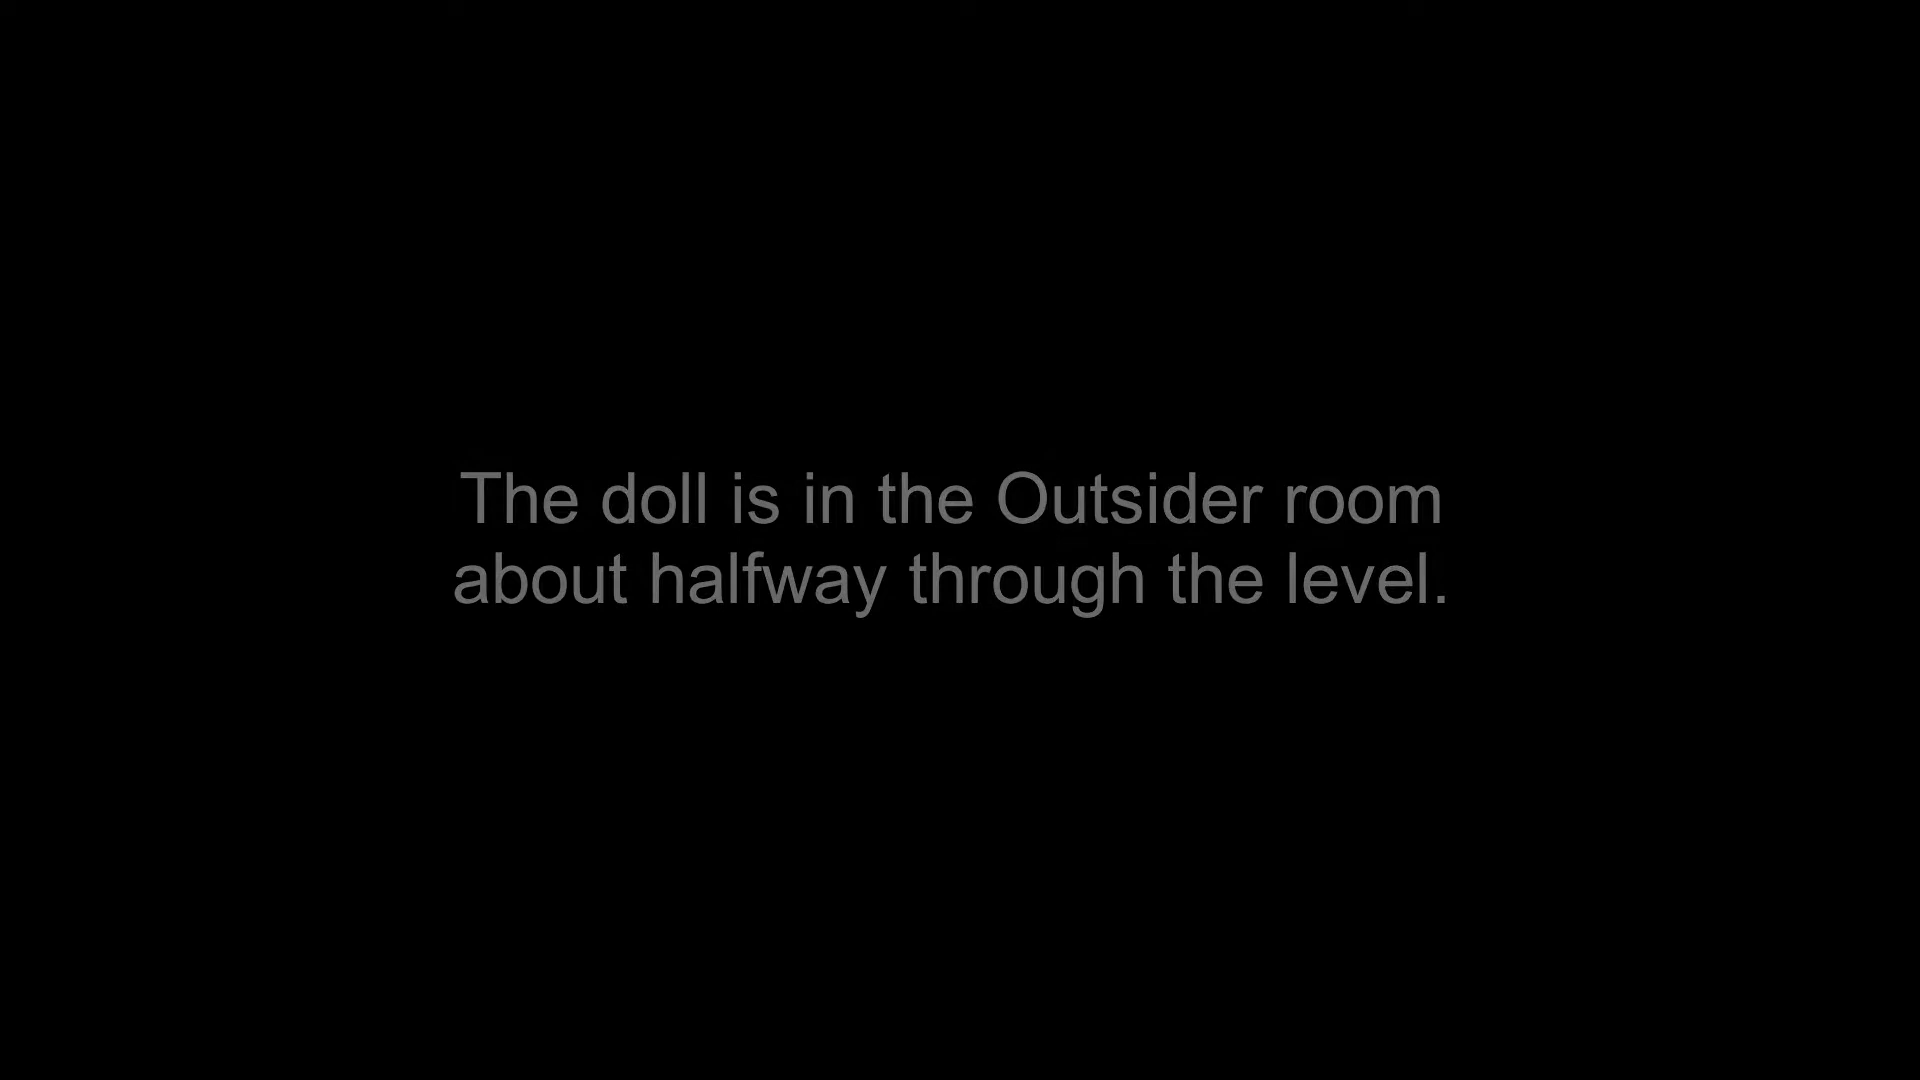 The doll is in the Outsider room
about halfway through the level.